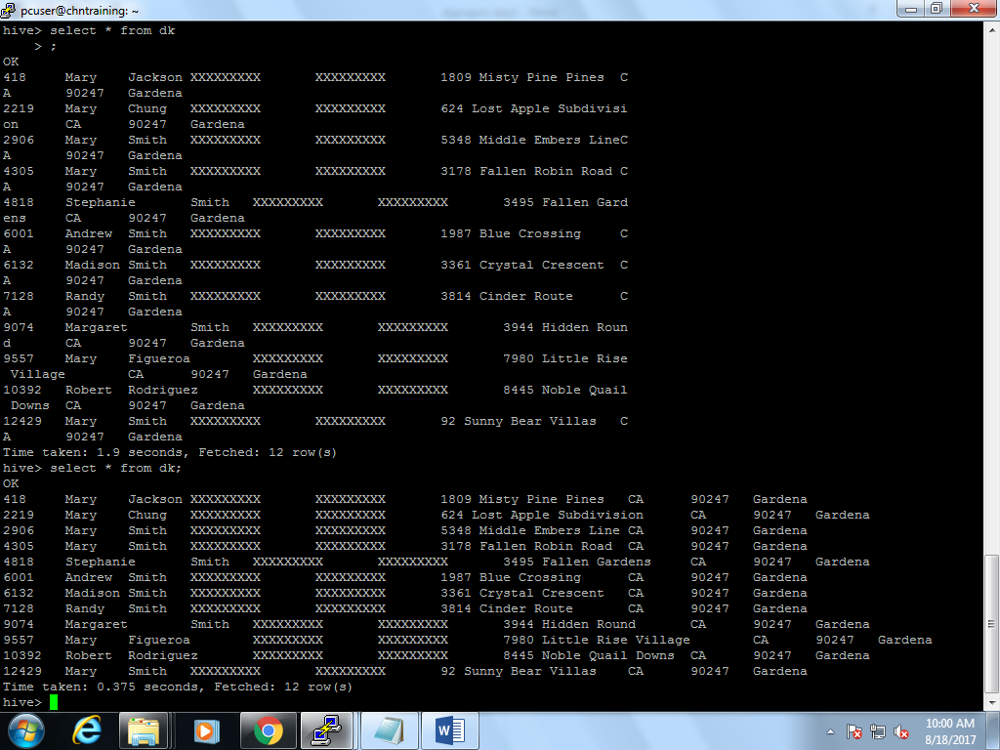 pcuser@chntraining: ~
hive> select * from dk
    > ;
OK
418     Mary    Jackson XXXXXXXXX       XXXXXXXXX       1809 Misty Pine Pines  C
A       90247   Gardena
2219    Mary    Chung   XXXXXXXXX       XXXXXXXXX       624 Lost Apple Subdivisi
on      CA      90247   Gardena
2906    Mary    Smith   XXXXXXXXX       XXXXXXXXX       5348 Middle Embers LineC
A       90247   Gardena
4305    Mary    Smith   XXXXXXXXX       XXXXXXXXX       3178 Fallen Robin Road C
A       90247   Gardena
4818    Stephanie       Smith   XXXXXXXXX       XXXXXXXXX       3495 Fallen Gard
ens     CA      90247   Gardena
6001    Andrew  Smith   XXXXXXXXX       XXXXXXXXX       1987 Blue Crossing     C
A       90247   Gardena
6132    Madison Smith   XXXXXXXXX       XXXXXXXXX       3361 Crystal Crescent  C
A       90247   Gardena
7128    Randy   Smith   XXXXXXXXX       XXXXXXXXX       3814 Cinder Route      C
A       90247   Gardena
9074    Margaret        Smith   XXXXXXXXX       XXXXXXXXX       3944 Hidden Roun
d       CA      90247   Gardena
9557    Mary    Figueroa        XXXXXXXXX       XXXXXXXXX       7980 Little Rise
 Village        CA      90247   Gardena
10392   Robert  Rodriguez       XXXXXXXXX       XXXXXXXXX       8445 Noble Quail
 Downs  CA      90247   Gardena
12429   Mary    Smith   XXXXXXXXX       XXXXXXXXX       92 Sunny Bear Villas   C
A       90247   Gardena
Time taken: 1.9 seconds, Fetched: 12 row(s)
hive> select * from dk;
OK
418     Mary    Jackson XXXXXXXXX       XXXXXXXXX       1809 Misty Pine Pines   CA      90247   Gardena
2219    Mary    Chung   XXXXXXXXX       XXXXXXXXX       624 Lost Apple Subdivision      CA      90247   Gardena
2906    Mary    Smith   XXXXXXXXX       XXXXXXXXX       5348 Middle Embers Line CA      90247   Gardena
4305    Mary    Smith   XXXXXXXXX       XXXXXXXXX       3178 Fallen Robin Road  CA      90247   Gardena
4818    Stephanie       Smith   XXXXXXXXX       XXXXXXXXX       3495 Fallen Gardens     CA      90247   Gardena
6001    Andrew  Smith   XXXXXXXXX       XXXXXXXXX       1987 Blue Crossing      CA      90247   Gardena
6132    Madison Smith   XXXXXXXXX       XXXXXXXXX       3361 Crystal Crescent   CA      90247   Gardena
7128    Randy   Smith   XXXXXXXXX       XXXXXXXXX       3814 Cinder Route       CA      90247   Gardena
9074    Margaret        Smith   XXXXXXXXX       XXXXXXXXX       3944 Hidden Round       CA      90247   Gardena
9557    Mary    Figueroa        XXXXXXXXX       XXXXXXXXX       7980 Little Rise Village        CA      90247   Gardena
10392   Robert  Rodriguez       XXXXXXXXX       XXXXXXXXX       8445 Noble Quail Downs  CA      90247   Gardena
12429   Mary    Smith   XXXXXXXXX       XXXXXXXXX       92 Sunny Bear Villas    CA      90247   Gardena
Time taken: 0.375 seconds, Fetched: 12 row(s)
hive>
10:00 AM
8/18/2017